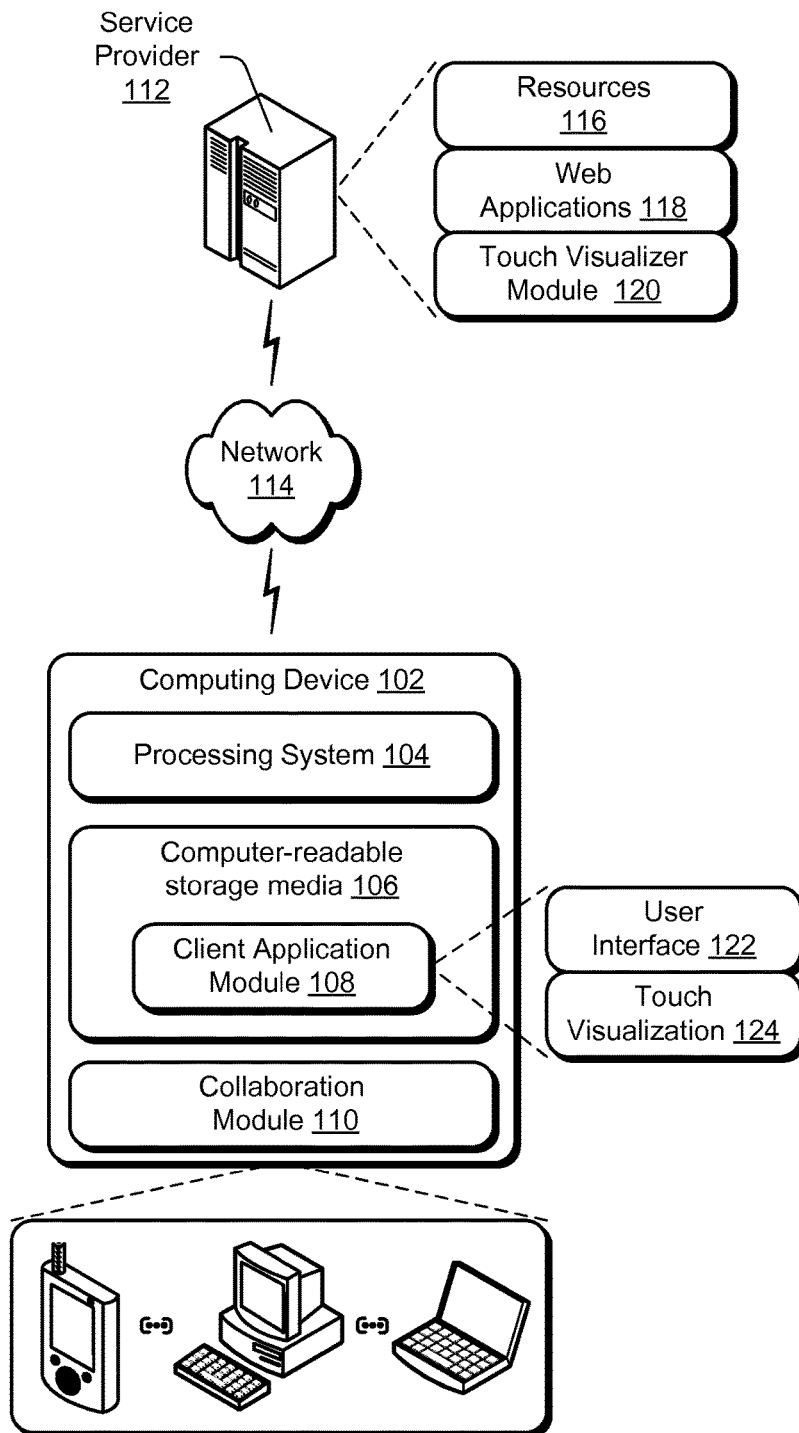 Service
Provider
112
Resources
116
Web
Applications 118
Touch Visualizer
Module 120
Network
114
Computing Device 102
Processing System 104
Computer-readable
storage media 106
Client Application
Module 108
User
Interface 122
Touch
Visualization 124
Collaboration
Module 110